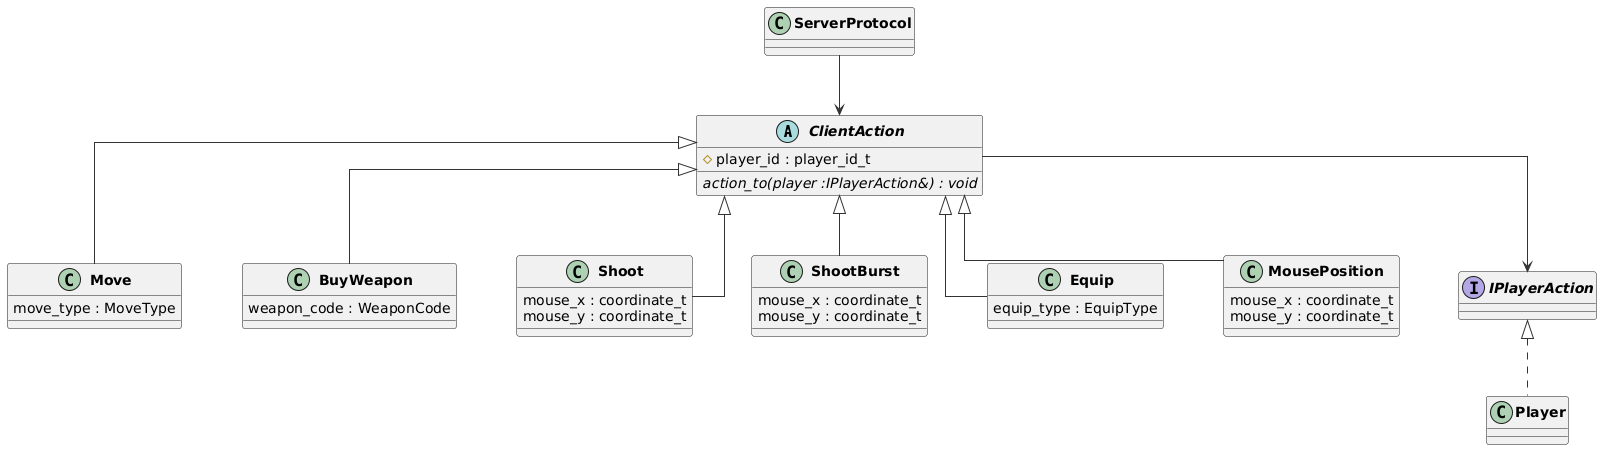 C ServerProtocol
A ClientAction
player_id : player_id_t
action_to(player :IPlayerAction&) : void
C Move
move_type : MoveType
C BuyWeapon
weapon_code : WeaponCode
C Shoot
mouse_x : coordinate_t
mouse_y : coordinate_t
C ShootBurst
mouse_x : coordinate_t
mouse_y : coordinate_t
C Equip
equip_type : EquipType
C MousePosition
mouse_x : coordinate_t
mouse_y : coordinate_t
I IPlayerAction
C Player